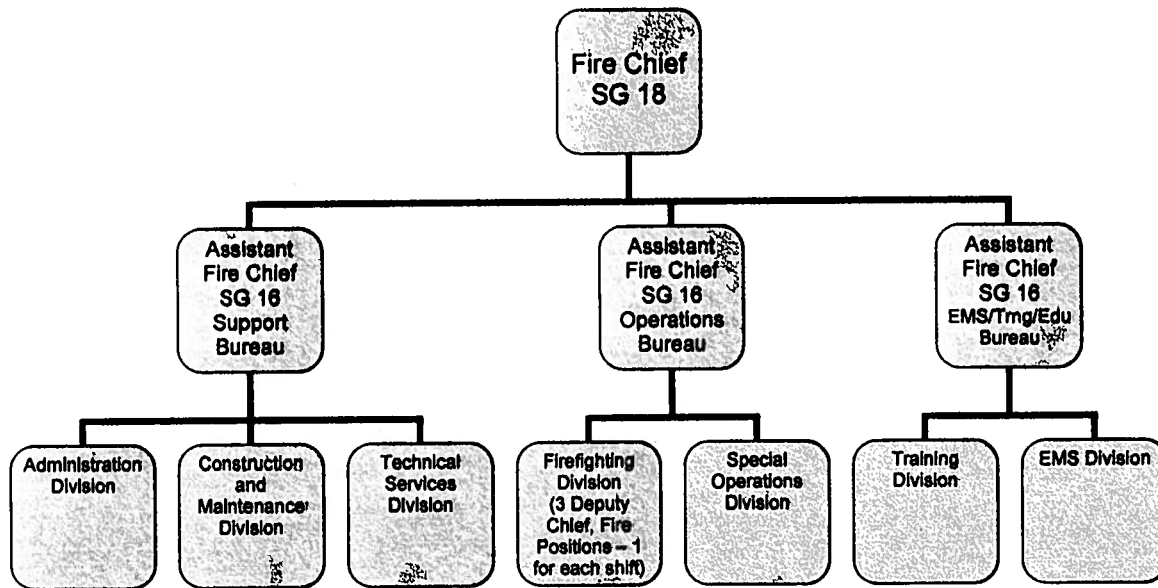 Fire Chief
SG 18
Assistant
Fire Chief
SG 16
Support
Bureau
Assistant
Fire Chief
SG 16
Operations
Bureau
Assistant
Fire Chief
SG 16
EMS/Trng/Edu
Bureau
Administration
Division
Construction
and
Maintenance
Division
Technical
Services
Division
Firefighting
Division
(3 Deputy
Chief, Fire
Positions – 1
for each shift)
Special
Operations
Division
Training
Division
EMS Division